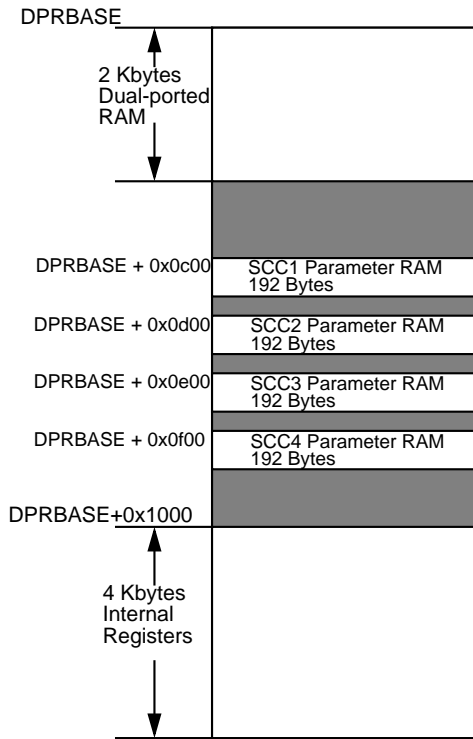 DPRBASE
2 Kbytes
Dual-ported
RAM
DPRBASE + 0x0c00
SCC1 Parameter RAM
192 Bytes
DPRBASE + 0x0d00
SCC2 Parameter RAM
192 Bytes
DPRBASE + 0x0e00
SCC3 Parameter RAM
192 Bytes
DPRBASE + 0x0f00
SCC4 Parameter RAM
192 Bytes
DPRBASE+0x1000
4 Kbytes
Internal
Registers